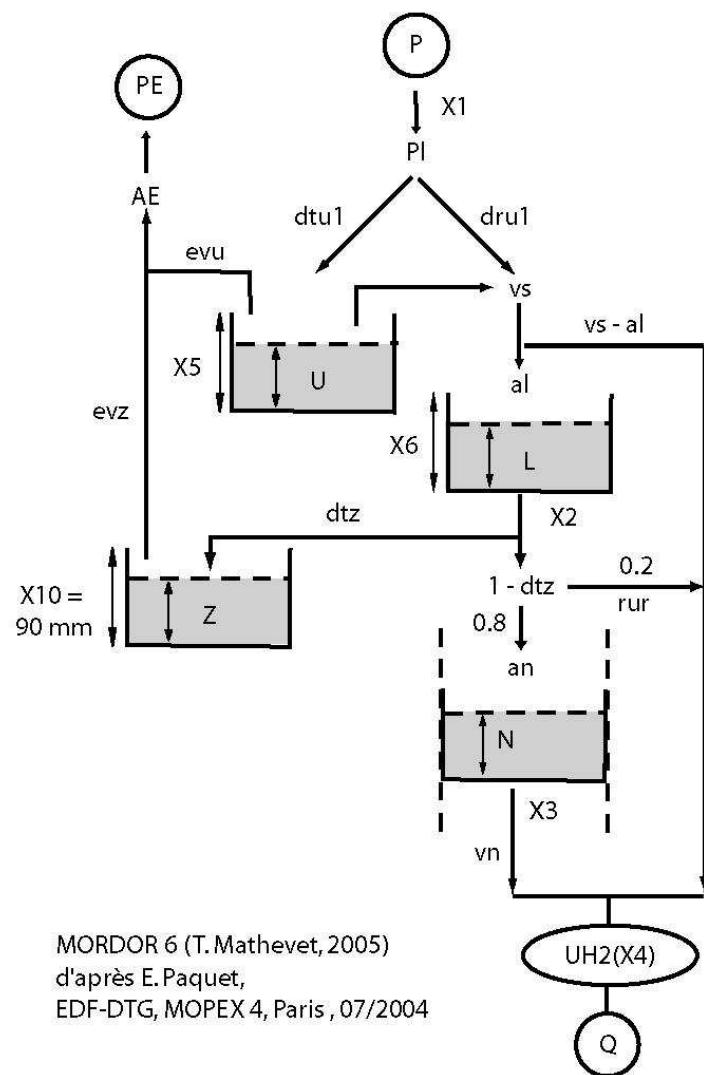 P
PE
X1
Pl
AE
dtu1
dru1
evu
vs
vs - al
X5
U
al
evz
X6
L
dtz
X2
X10 =
90 mm
Z
1 - dtz
0.2
rur
0.8
an
N
X3
vn
MORDOR 6 (T. Mathevet, 2005)
d'après E. Paquet,
EDF-DTG, MOPEX 4, Paris , 07/2004
UH2(X4)
Q